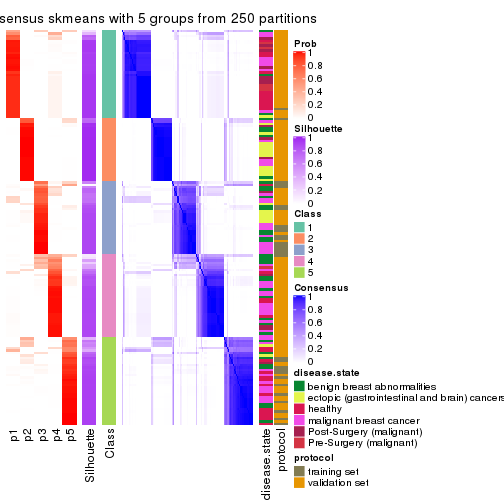 sensus skmeans with 5 groups from 250 partitions
Prob
1
0.8
0.6
0.4
0.2
0
Silhouette
1
0.8
0.6
0.4
0.2
0
Class
1
2
3
4
5
Consensus
1
0.8
0.6
0.4
0.2
0
disease.state
benign breast abnormalities
ectopic (gastrointestinal and brain) cancers
healthy
malignant breast cancer
Post-Surgery (malignant)
Pre-Surgery (malignant)
protocol
training set
validation set
p1
p2
p3
p4
p5
Silhouette
Class
disease.state
protocol